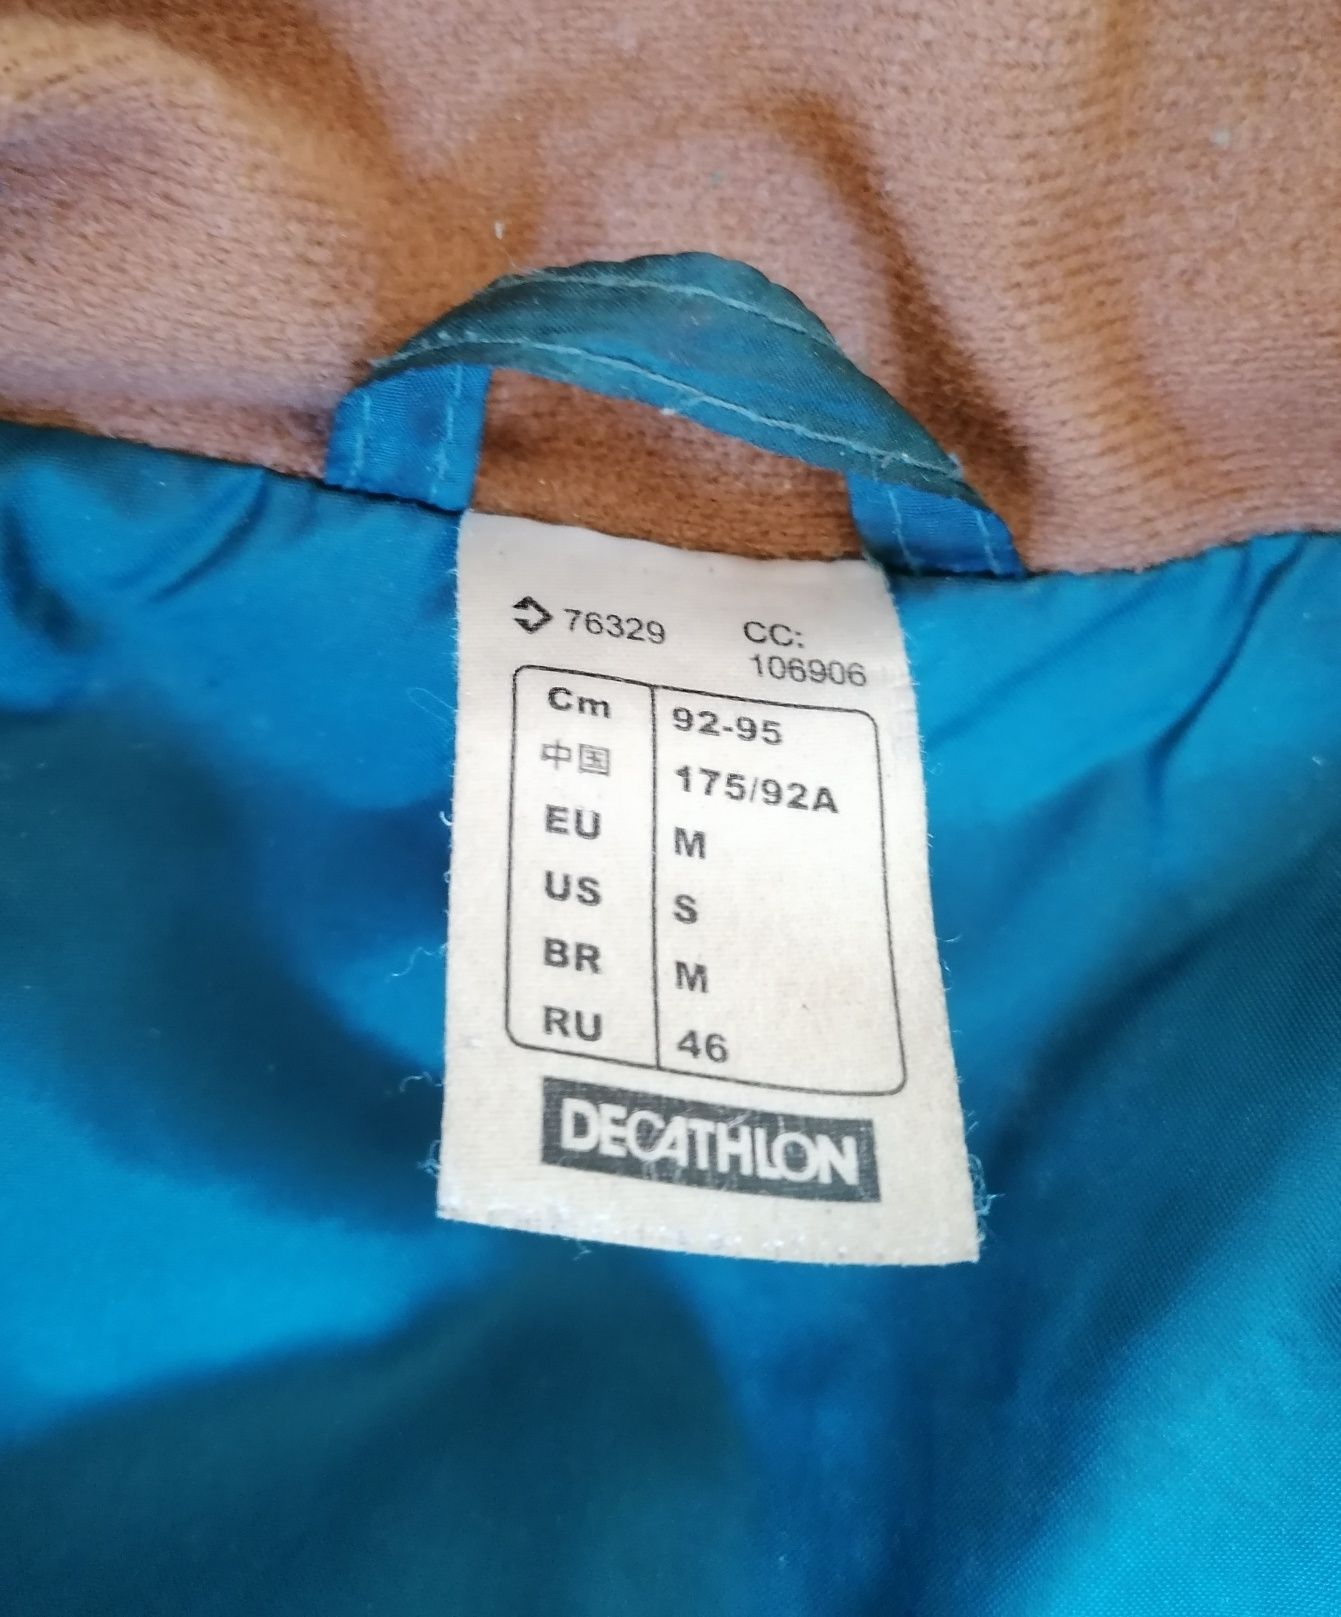 76329 CC:
106906
Cm 92-95
中国 175/92A
EU M
US S
BR M
RU 46
DECATHLON